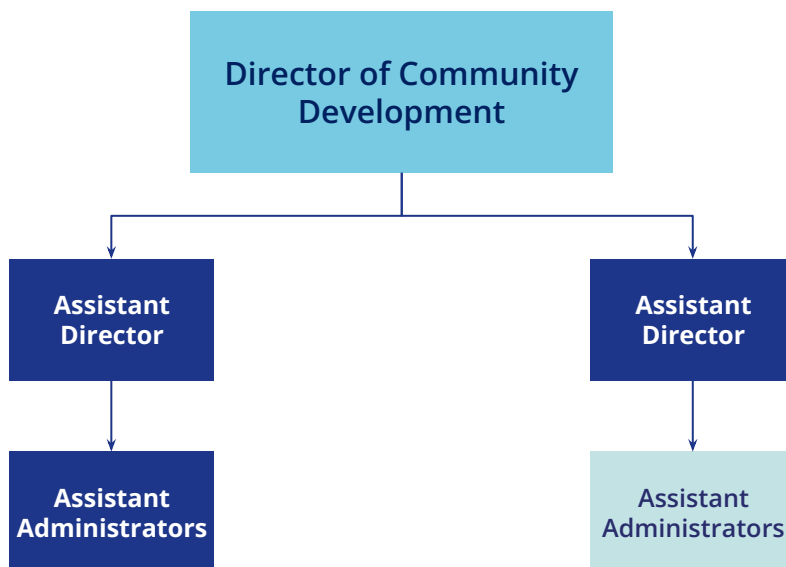 Director of Community
Development
Assistant
Director
Assistant
Director
Assistant
Administrators
Assistant
Administrators